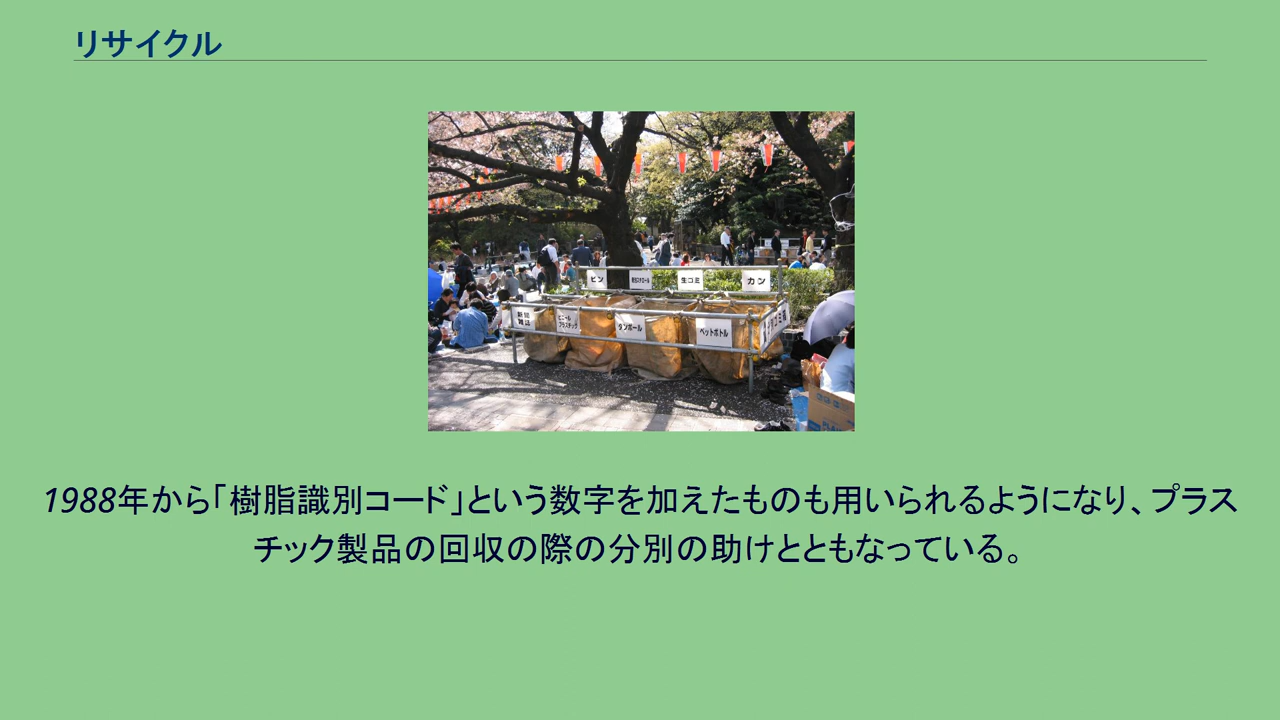 リサイクル
ビン
生ゴミ
カン
新聞
雑誌
ビニール
プラスチック
ダンボール
ペットボトル
1988年から「樹脂識別コード」という数字を加えたものも用いられるようになり、プラス
チック製品の回収の際の分別の助けとともなっている。